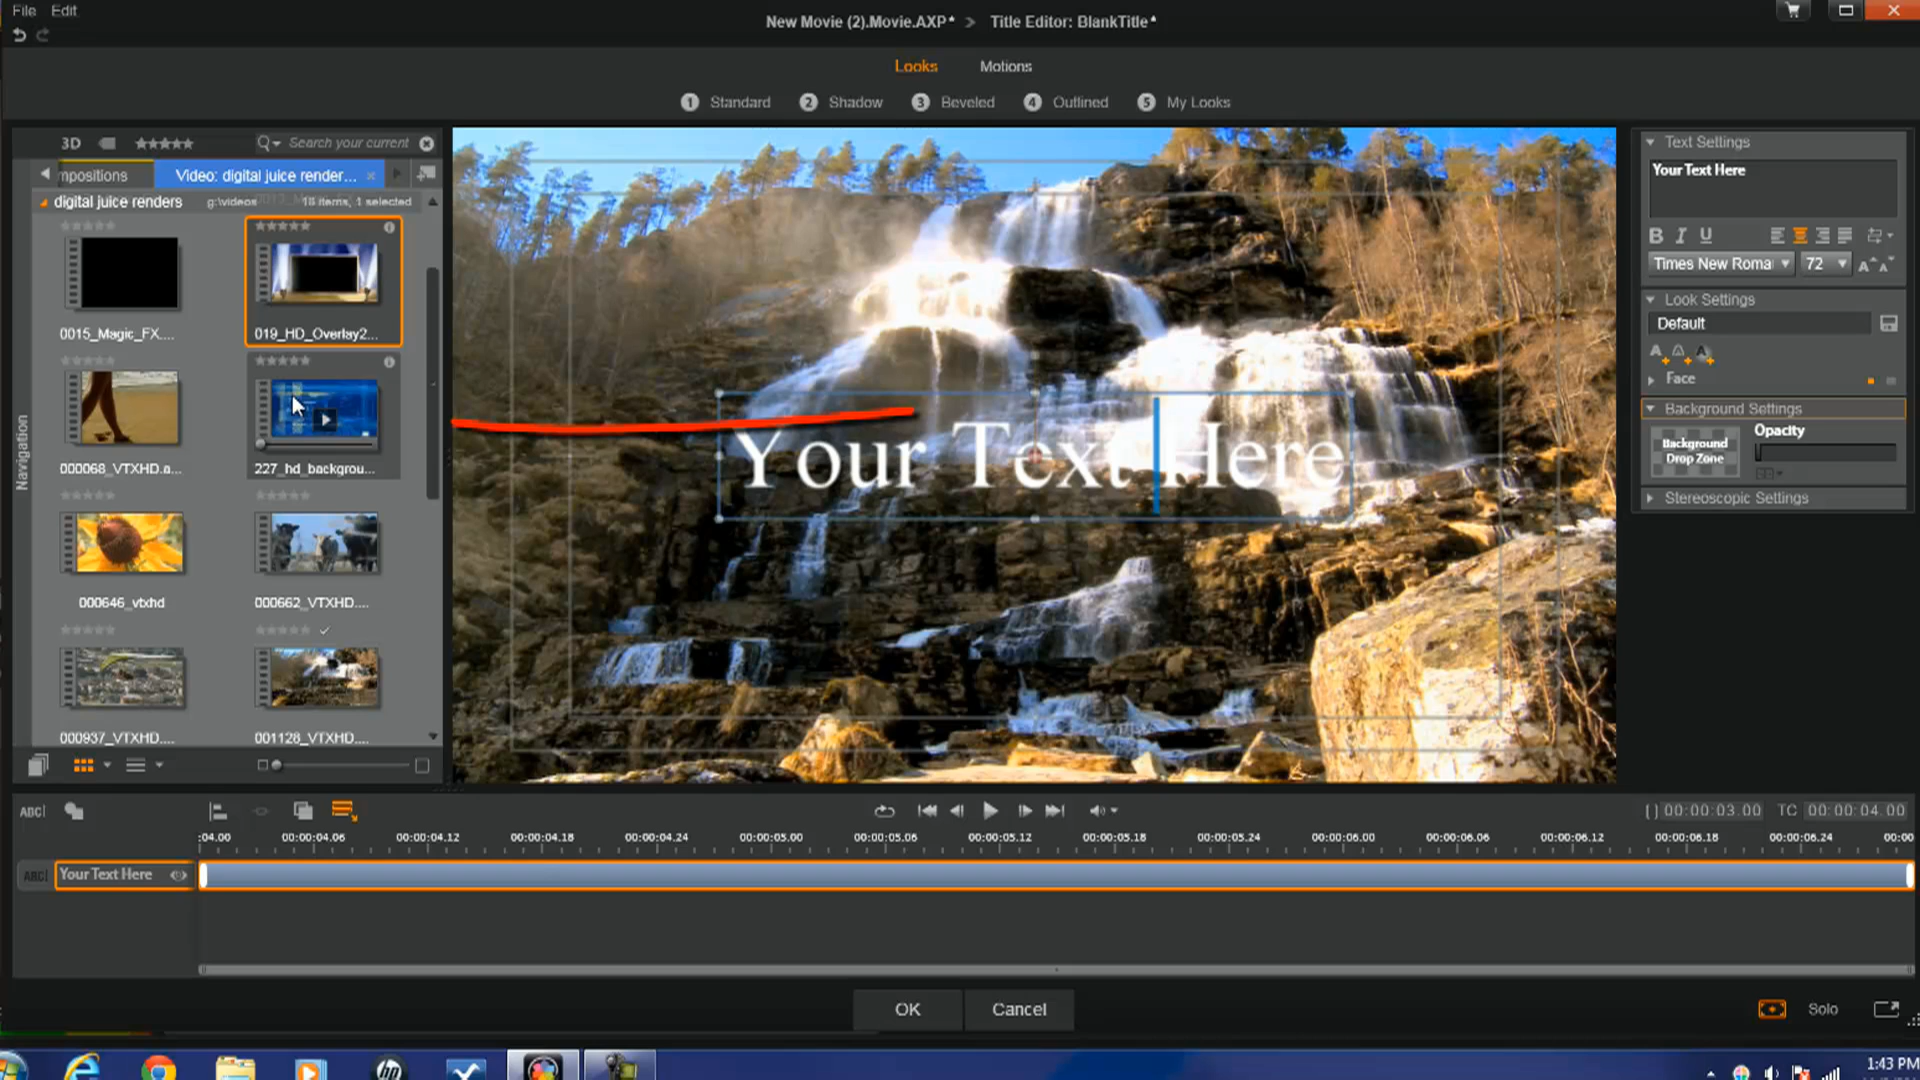 File Edit
New Movie (2).Movie.AXP* > Title Editor: BlankTitle*
Looks Motions
1 Standard 2 Shadow 3 Beveled 4 Outlined 5 My Looks
3D Search your current
mpositions Video: digital juice render...
digital juice renders g:\videos 18 items, 1 selected
0015_Magic_FX.... 019_HD_Overlay2...
000068_VTXHD.a... 227_hd_backgrou...
000646_vtxhd 000662_VTXHD....
000937_VTXHD.... 001128_VTXHD....
Navigation
Your Text Here
Text Settings
Your Text Here
B I U
Times New Roma 72
Look Settings
Default
Face
Background Settings
Background
Drop Zone
Opacity
Stereoscopic Settings
ABC
[] 00:00:03.00 TC 00:00:04.00
:04.00 00:00:04.06 00:00:04.12 00:00:04.18 00:00:04.24 00:00:05.00 00:00:05.06 00:00:05.12 00:00:05.18 00:00:05.24 00:00:06.00 00:00:06.06 00:00:06.12 00:00:06.18 00:00:06.24 00:00
ABC Your Text Here
OK Cancel
Solo
hp
1:43 PM